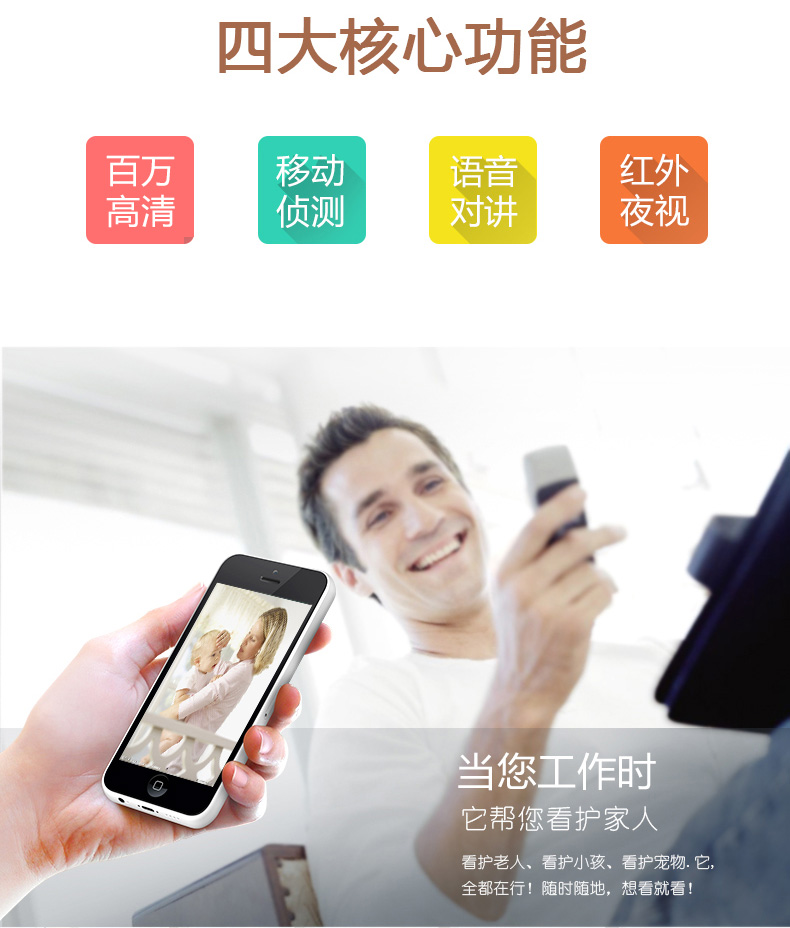 四大核心功能
百万
高清
移动
侦测
语音
对讲
红外
夜视
当您工作时
它帮您看护家人
看护老人、看护小孩、看护宠物.它,
全都在行！随时随地，想看就看！